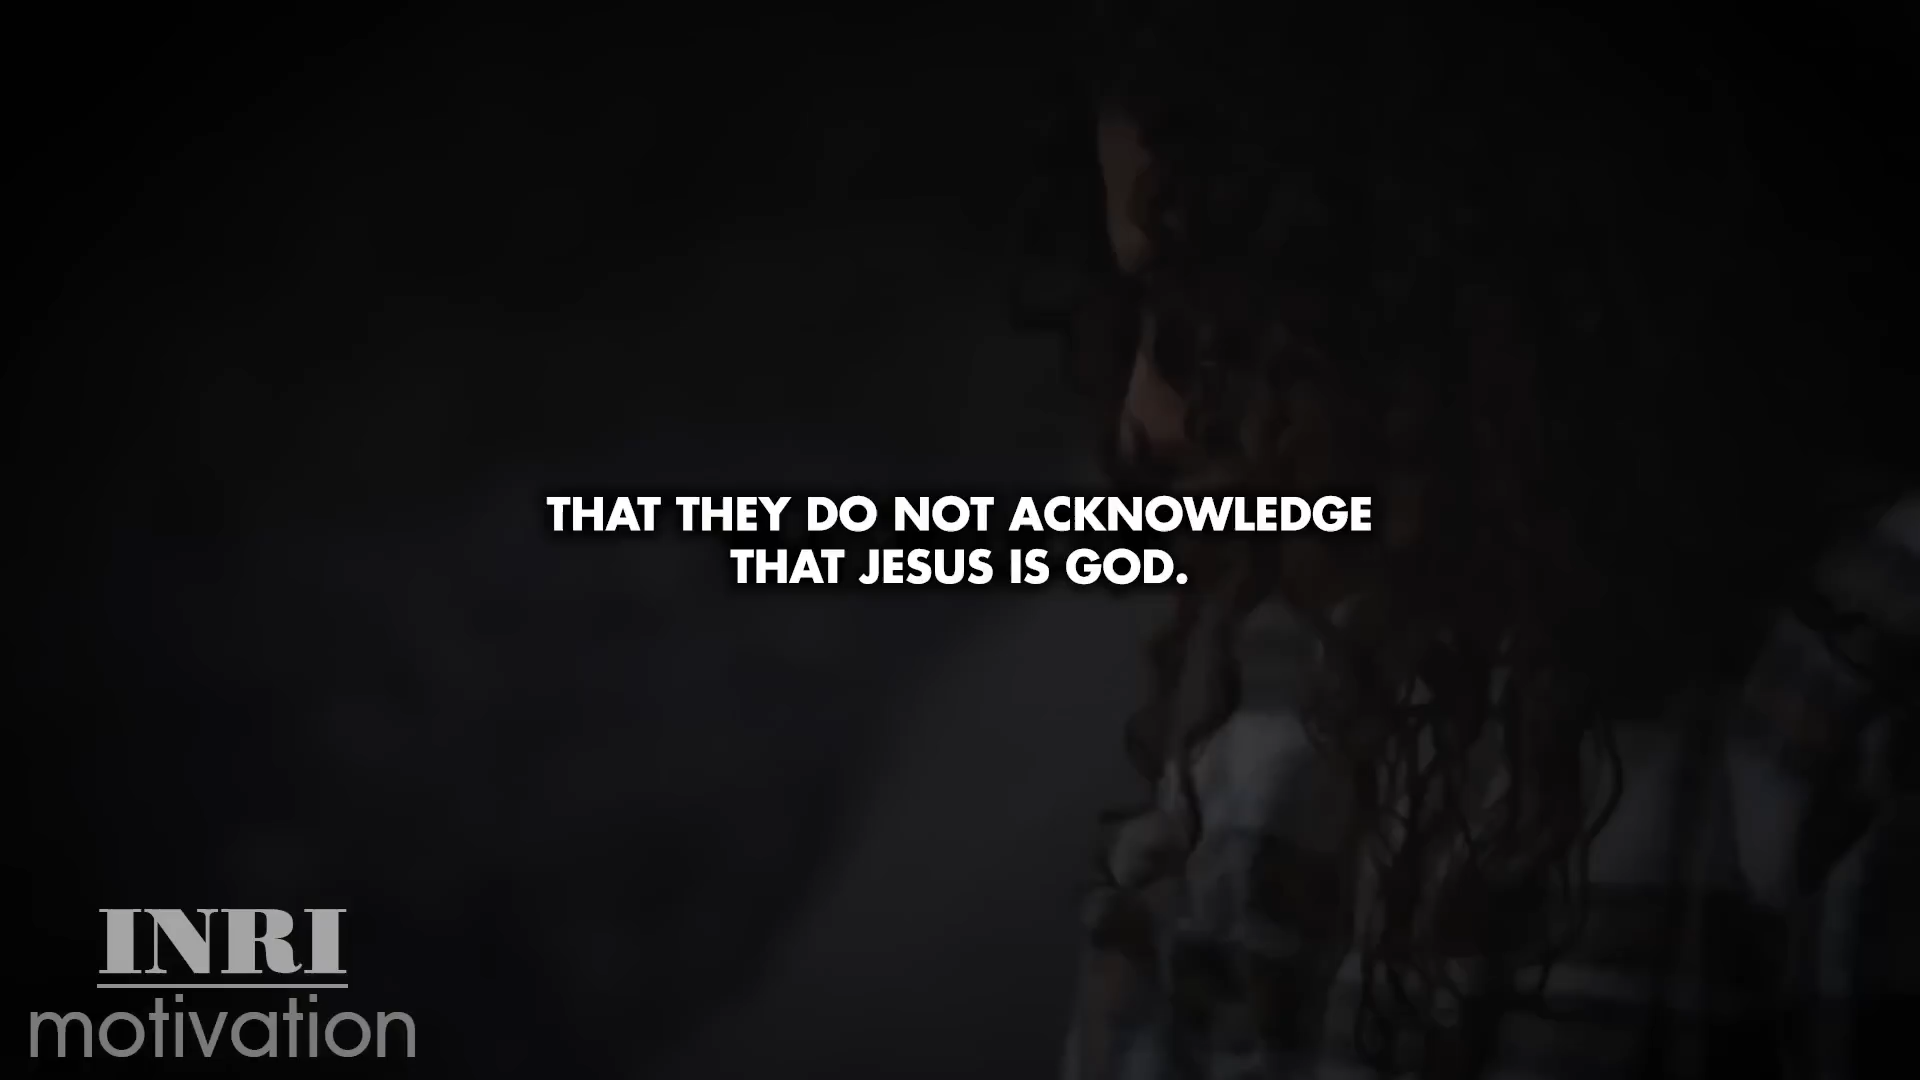 THAT THEY DO NOT ACKNOWLEDGE
THAT JESUS IS GOD.
INRI
motivation